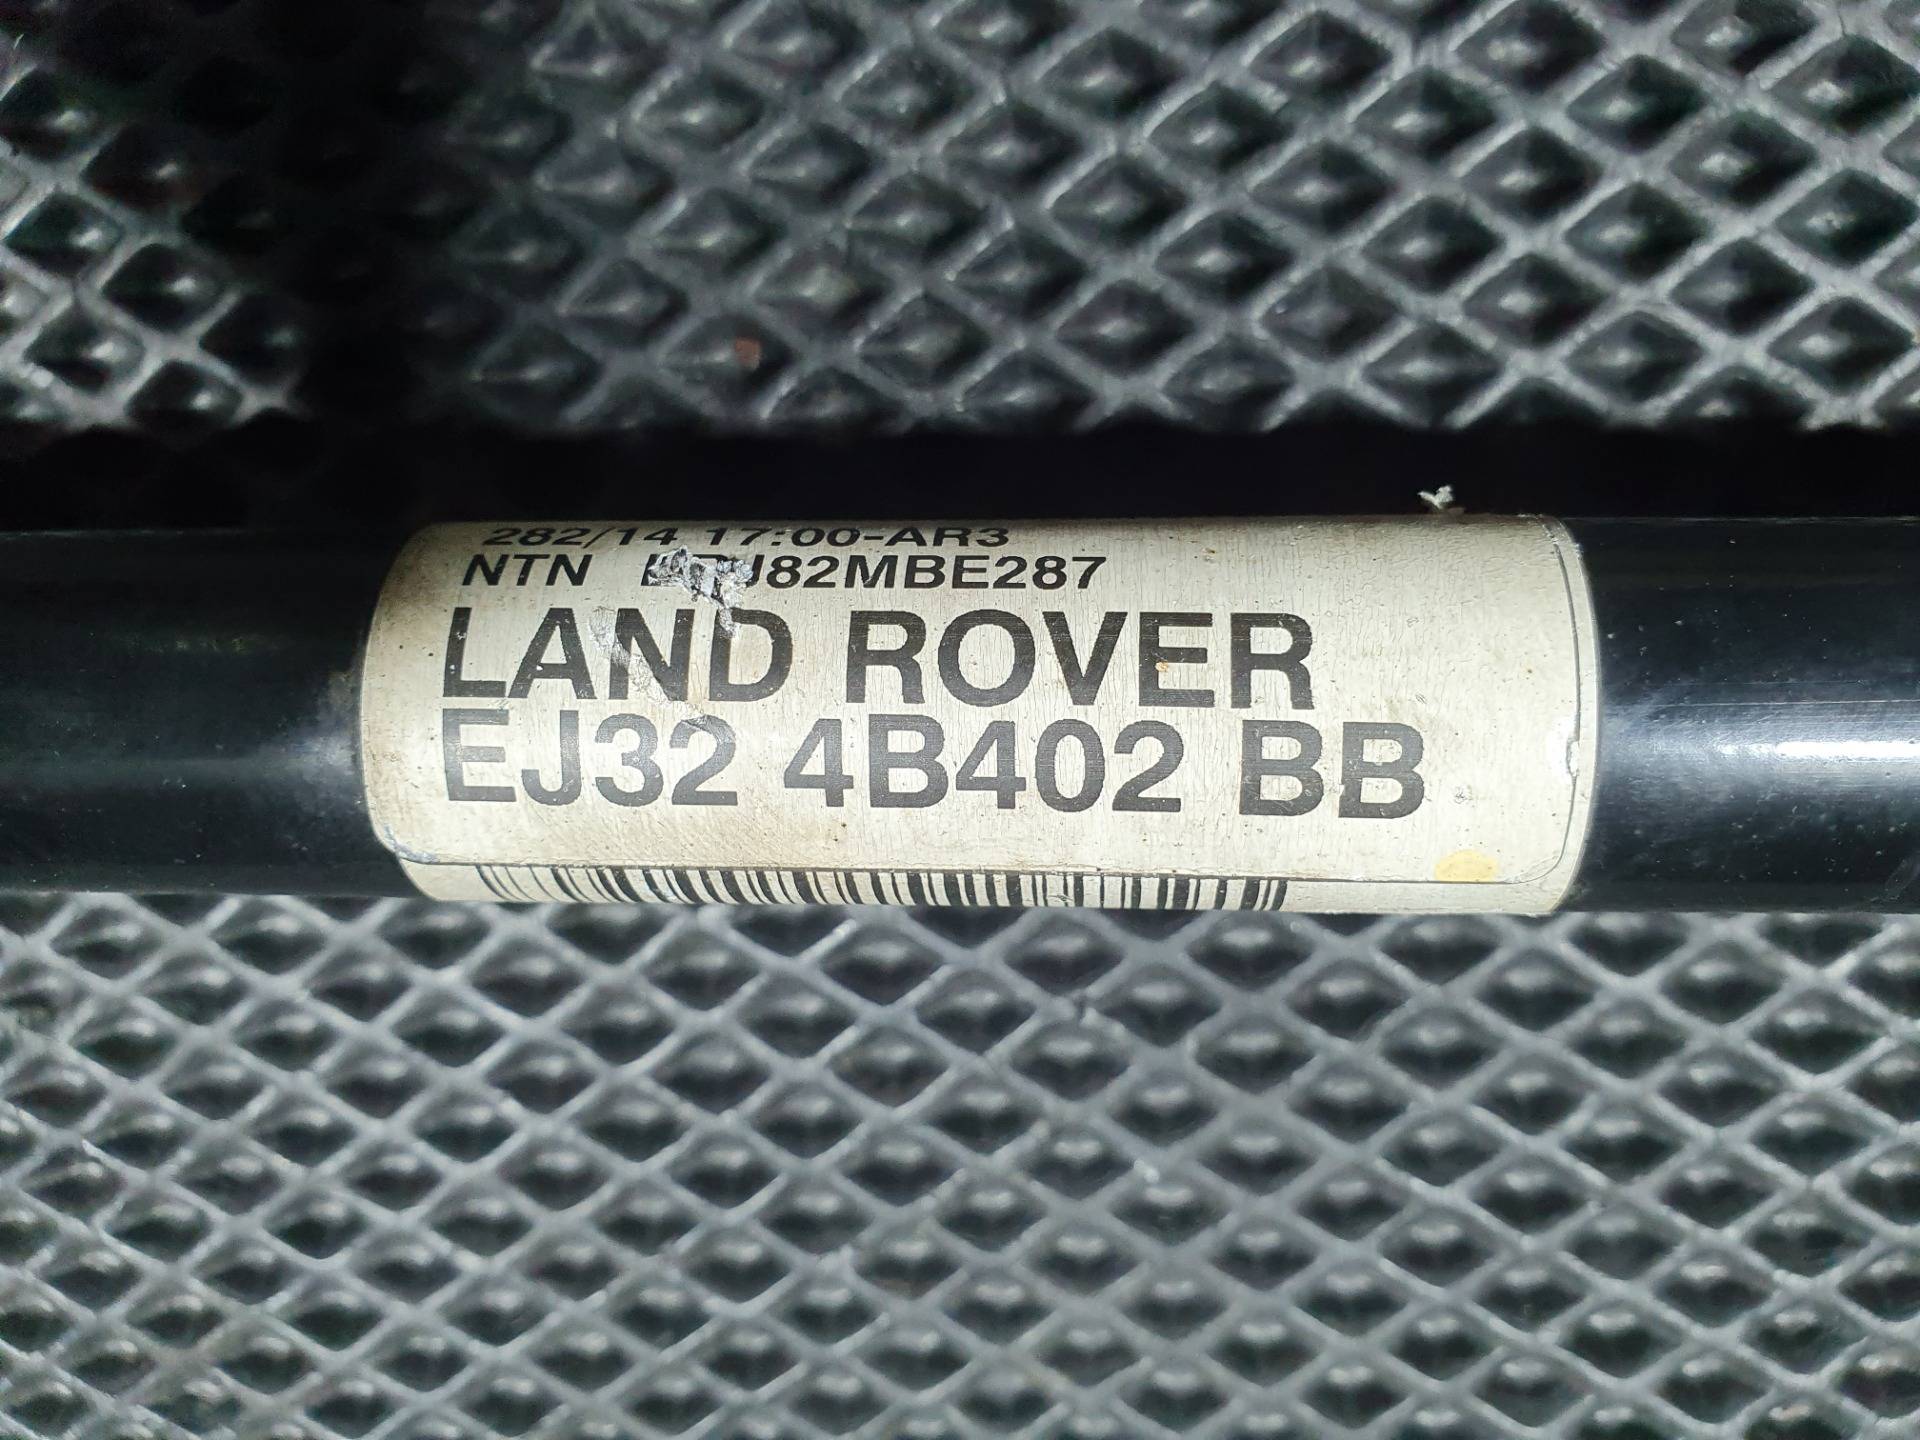 282/14 17:00-AR3
NTN
LAND ROVER
EJ32 4B402 BB